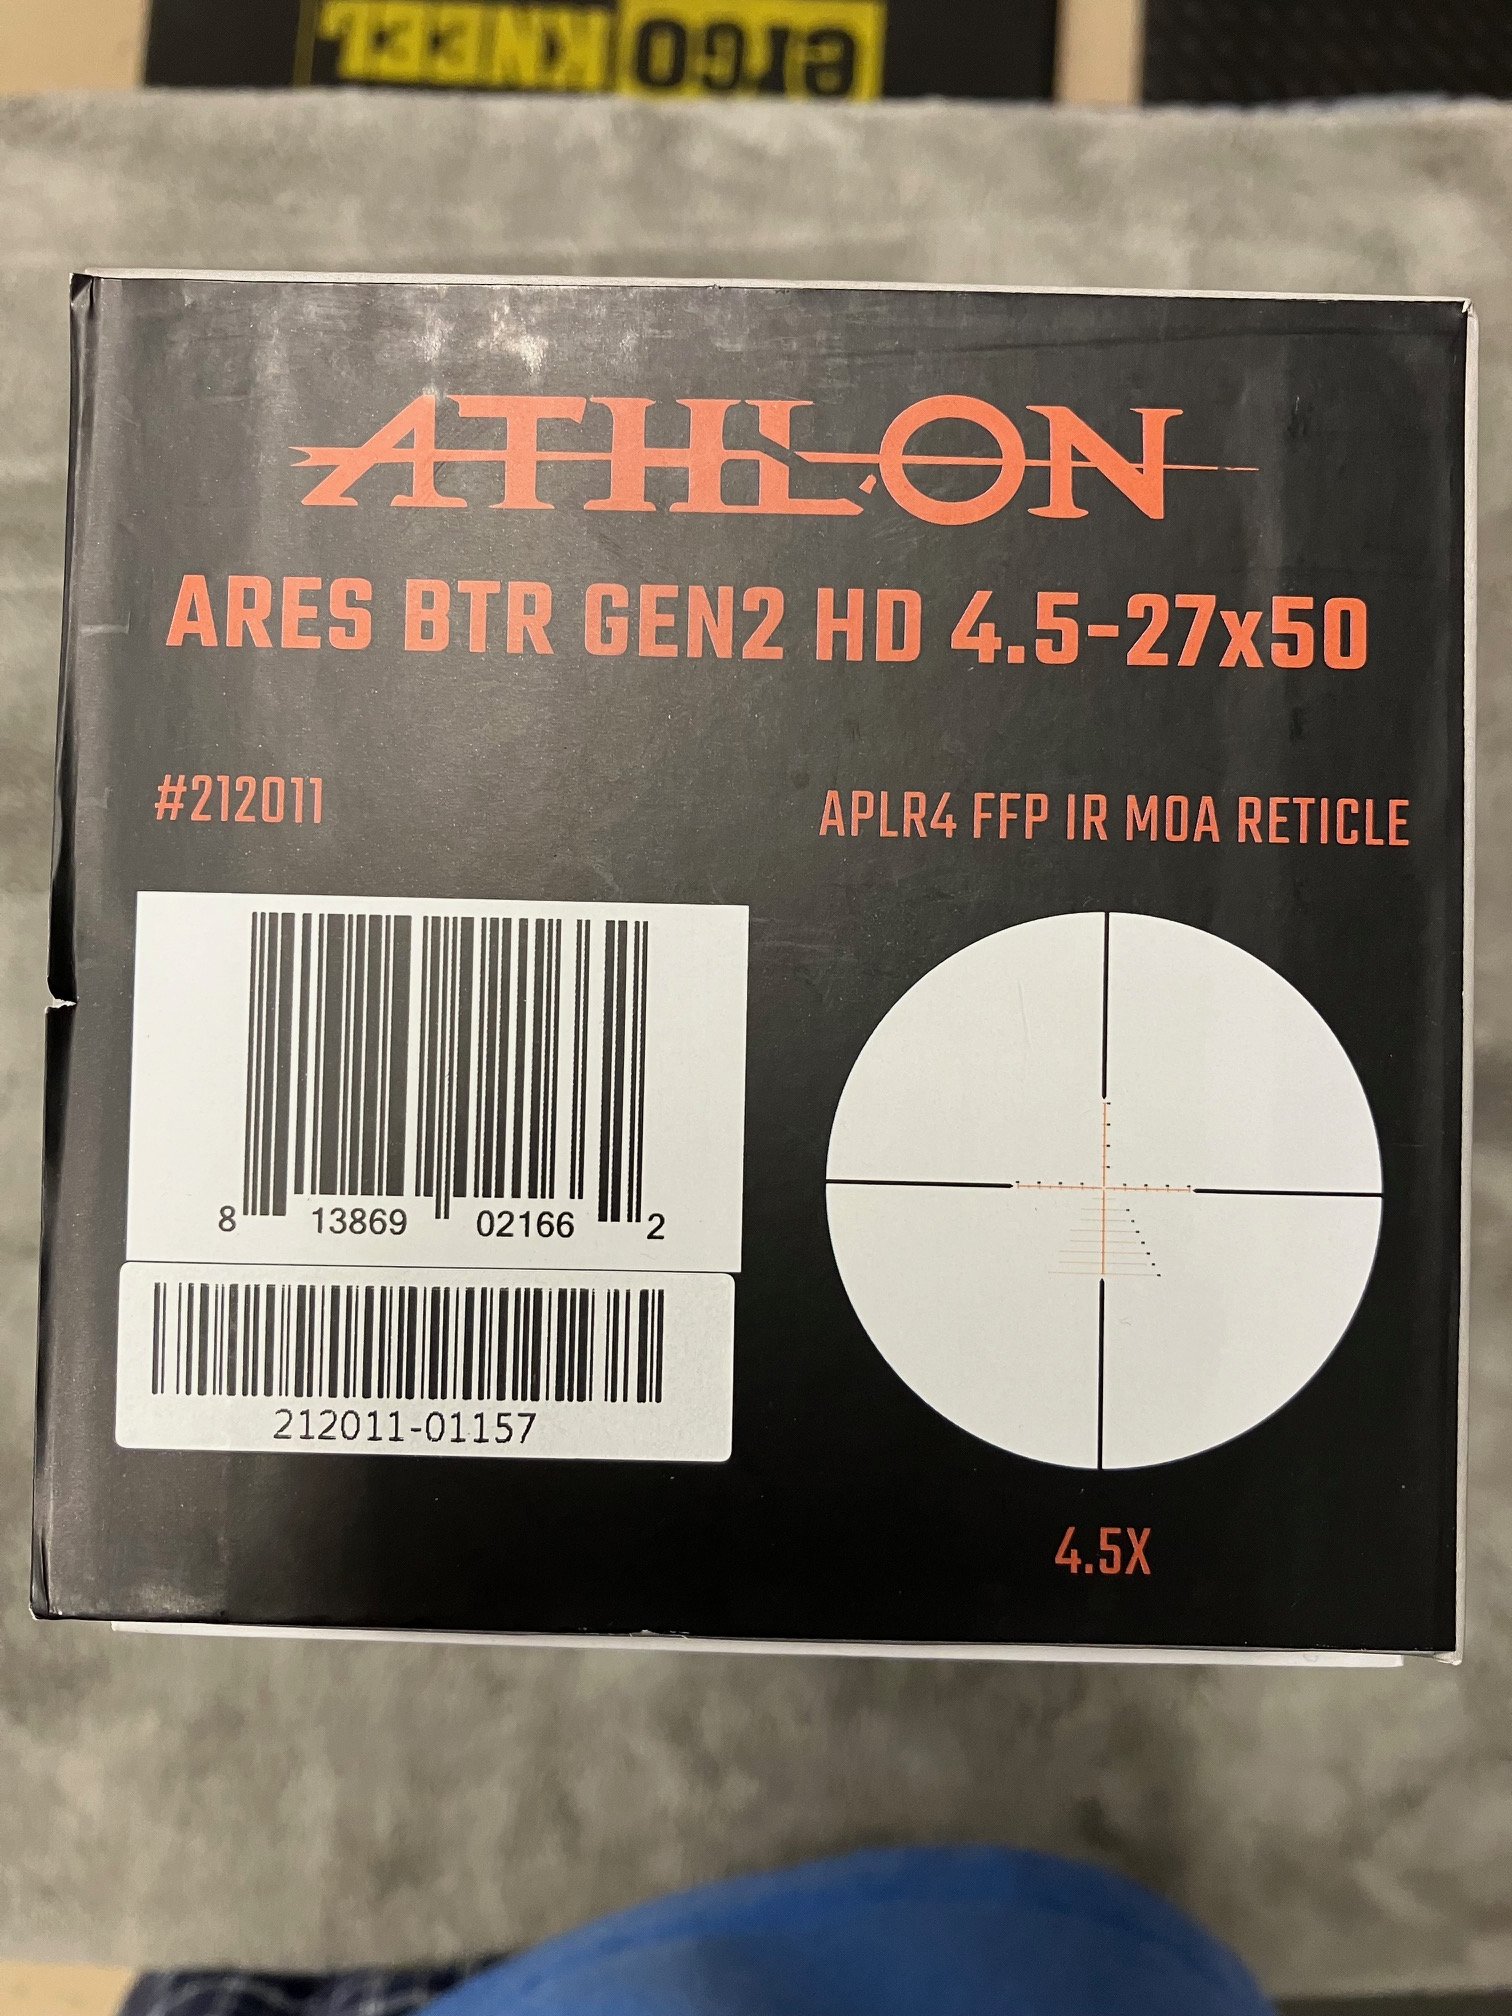 ergo KNEEL
ATHLON
ARES BTR GEN2 HD 4.5-27x50
#212011
APLR4 FFP IR MOA RETICLE
8 13869 02166 2
212011-01157
4.5X